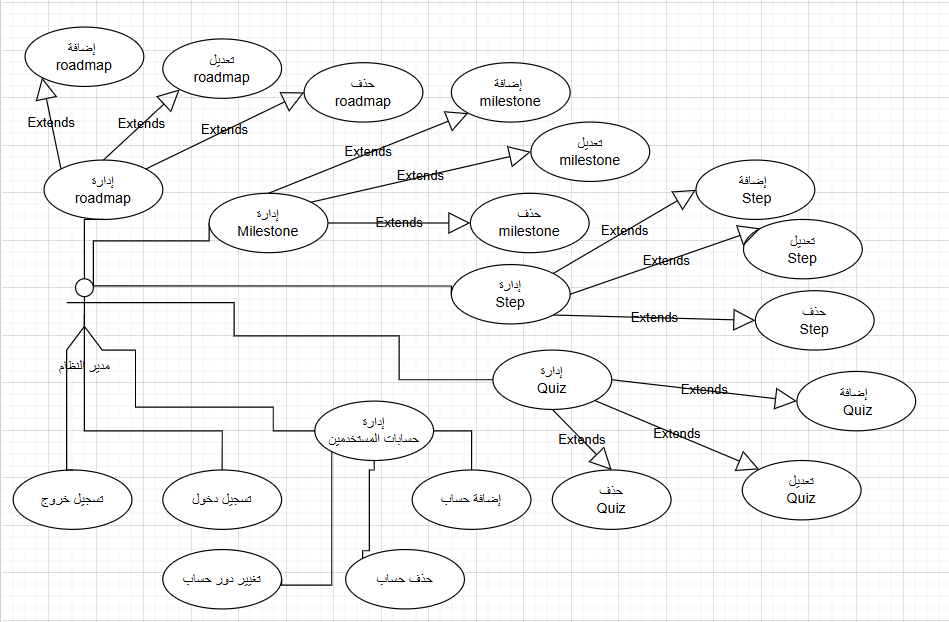 إضافة
roadmap
تعديل
roadmap
حذف
roadmap
إضافة
milestone
تعديل
milestone
حذف
milestone
Extends
Extends
Extends
Extends
Extends
Extends
إدارة
roadmap
إدارة
Milestone
إضافة
Step
تعديل
Step
حذف
Step
Extends
Extends
Extends
إدارة
Step
مدير النظام
إدارة
Quiz
إضافة
Quiz
تعديل
Quiz
حذف
Quiz
Extends
Extends
Extends
إدارة
حسابات المستخدمين
تسجيل خروج
تسجيل دخول
إضافة حساب
تغيير دور حساب
حذف حساب